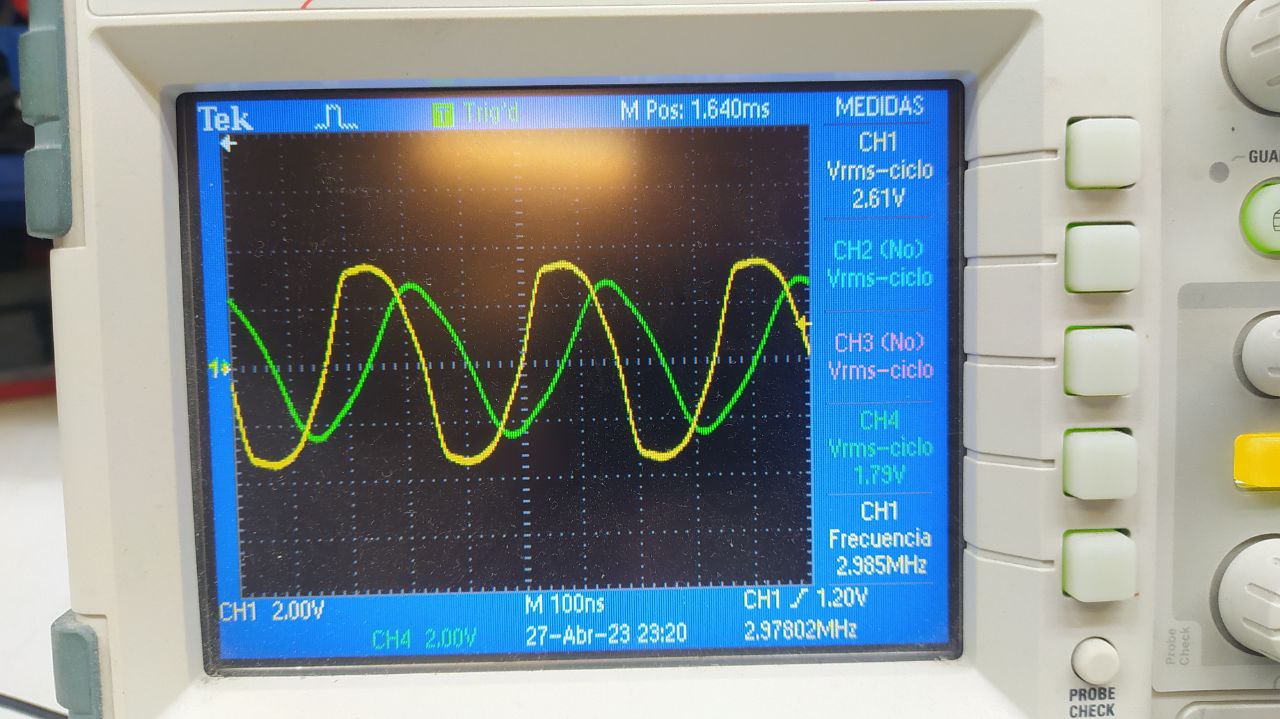 Tek
T Trig'd
M Pos: 1.640ms
MEDIDAS
CH1
Vrms-ciclo
2.61V
CH2 (No)
Vrms-ciclo
CH3 (No)
Vrms-ciclo
CH4
Vrms-ciclo
1.79V
CH1
Frecuencia
2.985MHz
1
CH1 2.00V
M 100ns
CH1 1.20V
CH4 2.00V
27-Abr-23 23:20
2.97802MHz
Probe
Check
PROBE
CHECK